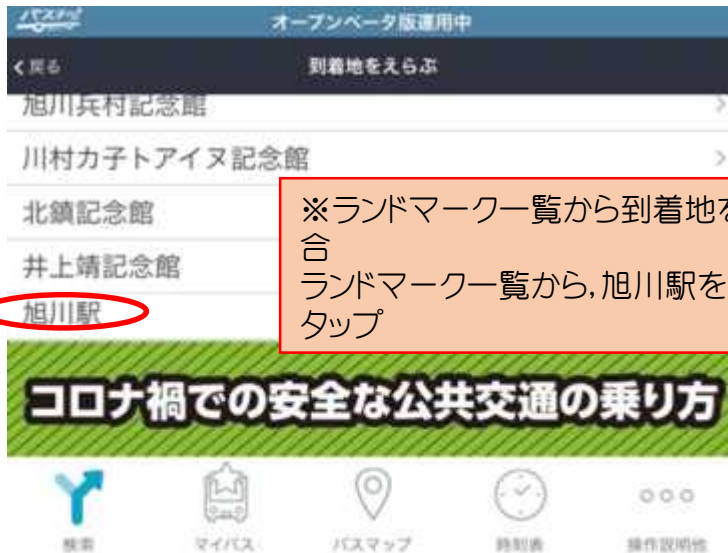 バスナビ
オープンベータ版運用中
戻る
到着地をえらぶ
旭川兵村記念館
川村カ子トアイヌ記念館
北鎮記念館
井上靖記念館
旭川駅
※ランドマーク一覧から到着地を
合
ランドマーク一覧から,旭川駅を
タップ
コロナ禍での安全な公共交通の乗り方
検索
マイバス
バスマップ
時刻表
操作説明他